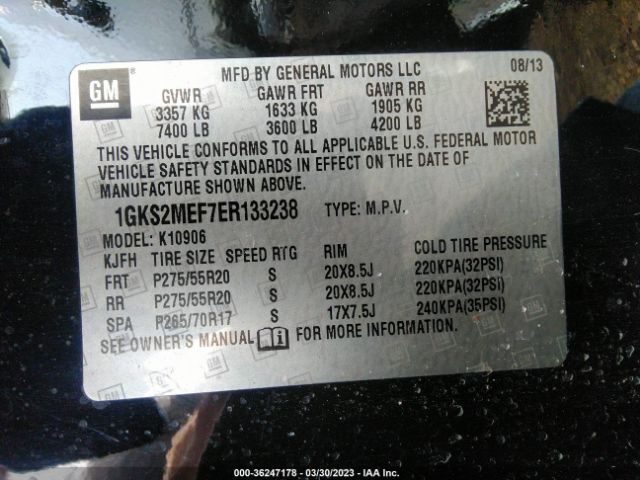 GM
®
MFD BY GENERAL MOTORS LLC 08/13
GVWR GAWR FRT GAWR RR
3357 KG 1633 KG 1905 KG
7400 LB 3600 LB 4200 LB
THIS VEHICLE CONFORMS TO ALL APPLICABLE U.S. FEDERAL MOTOR
VEHICLE SAFETY STANDARDS IN EFFECT ON THE DATE OF
MANUFACTURE SHOWN ABOVE.
1GKS2MEF7ER133238 TYPE: M.P.V.
MODEL: K10906
KJFH TIRE SIZE SPEED RTG RIM COLD TIRE PRESSURE
FRT P275/55R20 S 20X8.5J 220KPA(32PSI)
RR P275/55R20 S 20X8.5J 220KPA(32PSI)
SPA P265/70R17 S 17X7.5J 240KPA(35PSI)
SEE OWNER'S MANUAL FOR MORE INFORMATION.
000-36247178 - 03/30/2023 - IAA Inc.